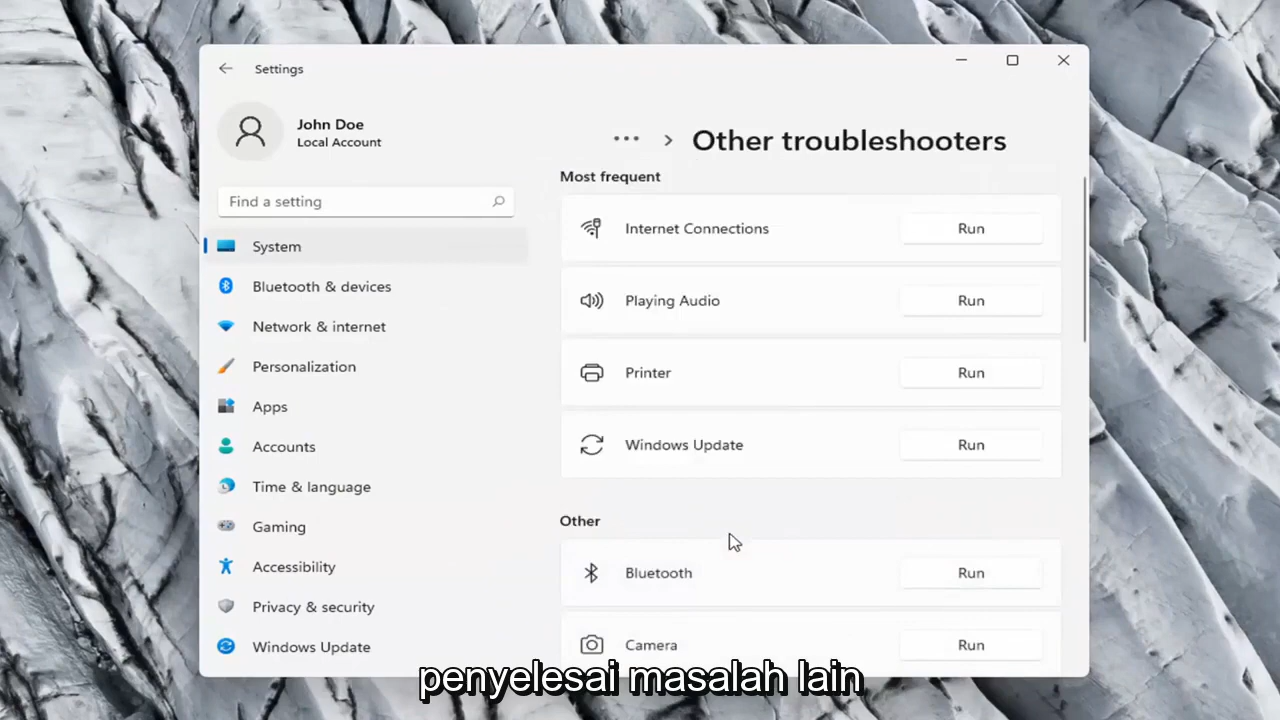 Settings
John Doe
Local Account
Find a setting
System
Bluetooth & devices
Network & internet
Personalization
Apps
Accounts
Time & language
Gaming
Accessibility
Privacy & security
Windows Update
... > Other troubleshooters
Most frequent
Internet Connections Run
Playing Audio Run
Printer Run
Windows Update Run
Other
Bluetooth Run
Camera Run
penyelesai masalah lain